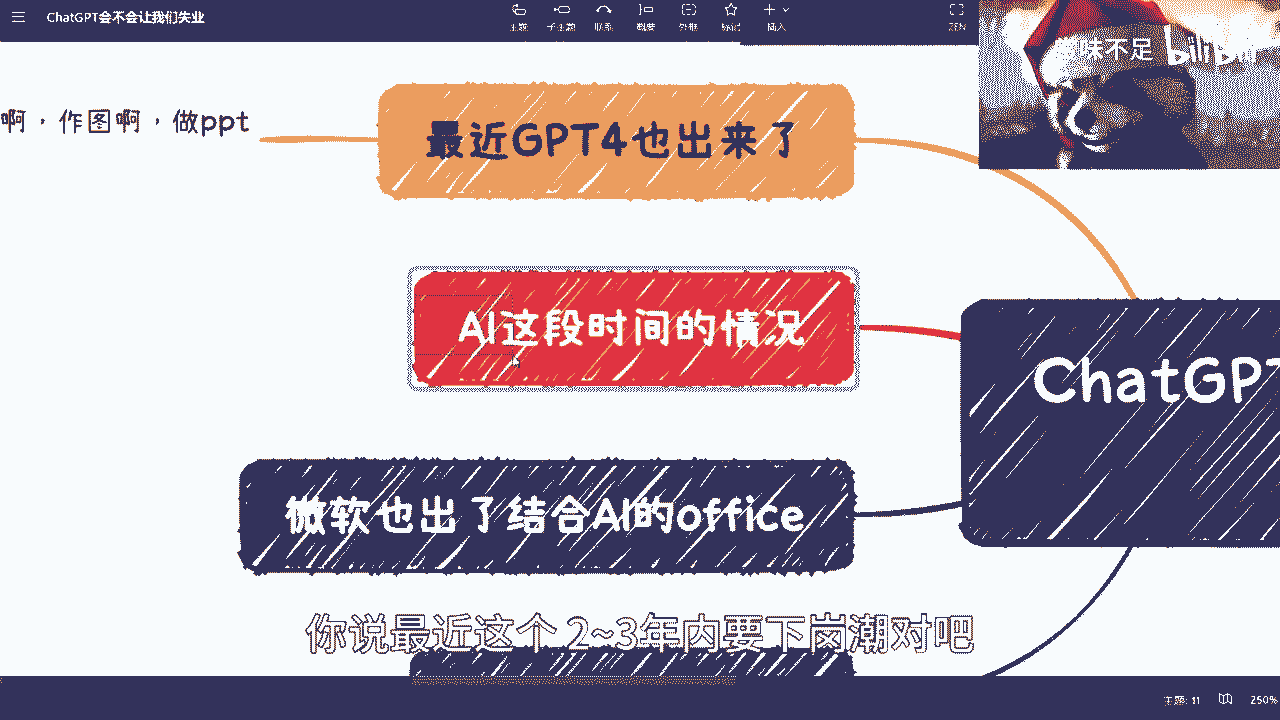 ChatGPT会不会让我们失业
主题 子主题 联系 概要 外框 标记 插入
味不足 bilibili
啊，作图啊，做ppt
最近GPT4也出来了
AI这段时间的情况
ChatGPT
微软也出了结合AI的office
你说最近这个 2~3年内要下岗潮对吧
主题: 11 250%